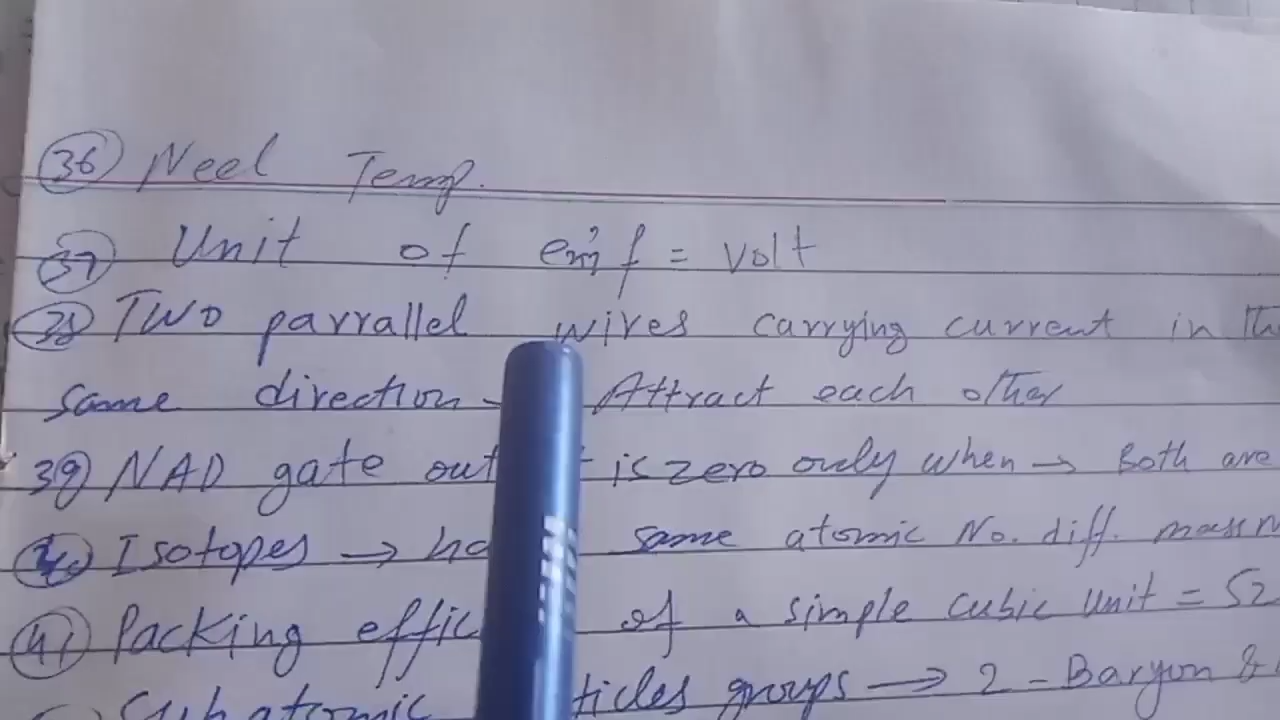 36 Neel Temp.
37 Unit of emf = volt
38 Two parrallel wires carrying current in
same direction - Attract each other
39 NAD gate out is zero only when → Both are
40 Isotopes → same atomic No. diff. mass
41 Packing effic of a simple cubic unit = 52
Subatomic ticles groups → 2 - Baryon &